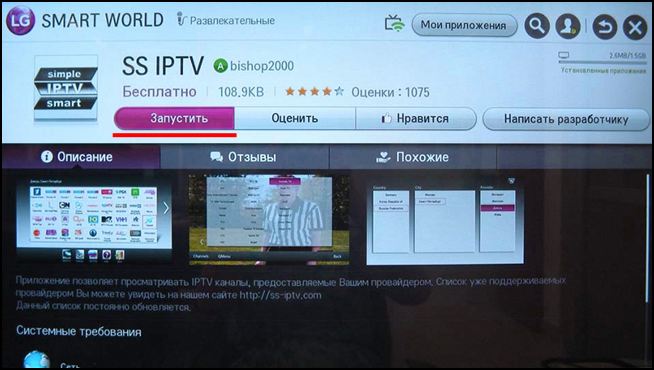 LG SMART WORLD
Развлекательные
Мои приложения
simple
IPTV
smart
SS IPTV
A bishop2000
2.6MB/1.5GB
Установленные приложения
Бесплатно
108,9KB
Оценки : 1075
Запустить
Оценить
Нравится
Написать разработчику
Описание
Отзывы
Похожие
Приложение позволяет просматривать IPTV каналы, предоставляемые Вашим провайдером. Список уже поддерживаемых
провайдером Вы можете увидеть на нашем сайте http://ss-iptv.com
Данный список постоянно обновляется.
Системные требования
Сеть